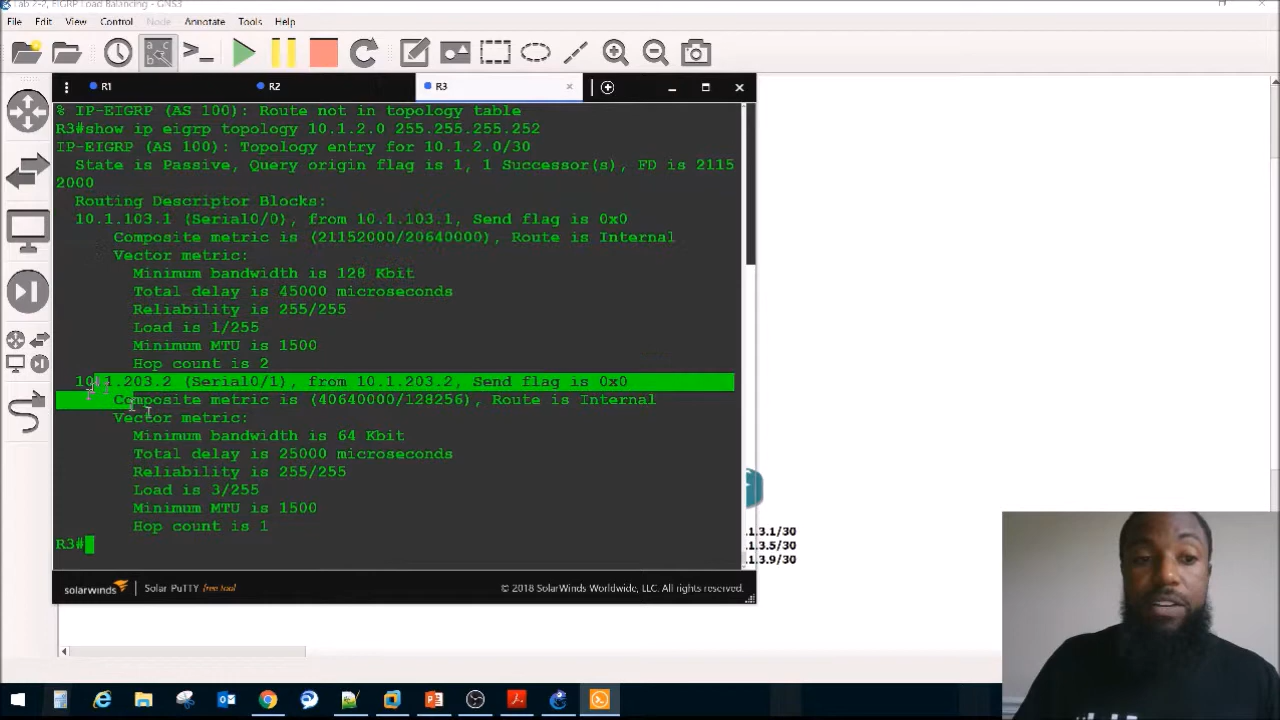 Lab 2-2, EIGRP Load Balancing - GNS3
File Edit View Control Node Annotate Tools Help
R1 R2 R3
% IP-EIGRP (AS 100): Route not in topology table
R3#show ip eigrp topology 10.1.2.0 255.255.255.252
IP-EIGRP (AS 100): Topology entry for 10.1.2.0/30
State is Passive, Query origin flag is 1, 1 Successor(s), FD is 2115
2000
Routing Descriptor Blocks:
10.1.103.1 (Serial0/0), from 10.1.103.1, Send flag is 0x0
Composite metric is (21152000/20640000), Route is Internal
Vector metric:
Minimum bandwidth is 128 Kbit
Total delay is 45000 microseconds
Reliability is 255/255
Load is 1/255
Minimum MTU is 1500
Hop count is 2
10.1.203.2 (Serial0/1), from 10.1.203.2, Send flag is 0x0
Composite metric is (40640000/128256), Route is Internal
Vector metric:
Minimum bandwidth is 64 Kbit
Total delay is 25000 microseconds
Reliability is 255/255
Load is 3/255
Minimum MTU is 1500
Hop count is 1
R3#
.1.3.1/30
.1.3.5/30
.1.3.9/30
solarwinds Solar PuTTY free tool © 2018 SolarWinds Worldwide, LLC. All rights reserved.